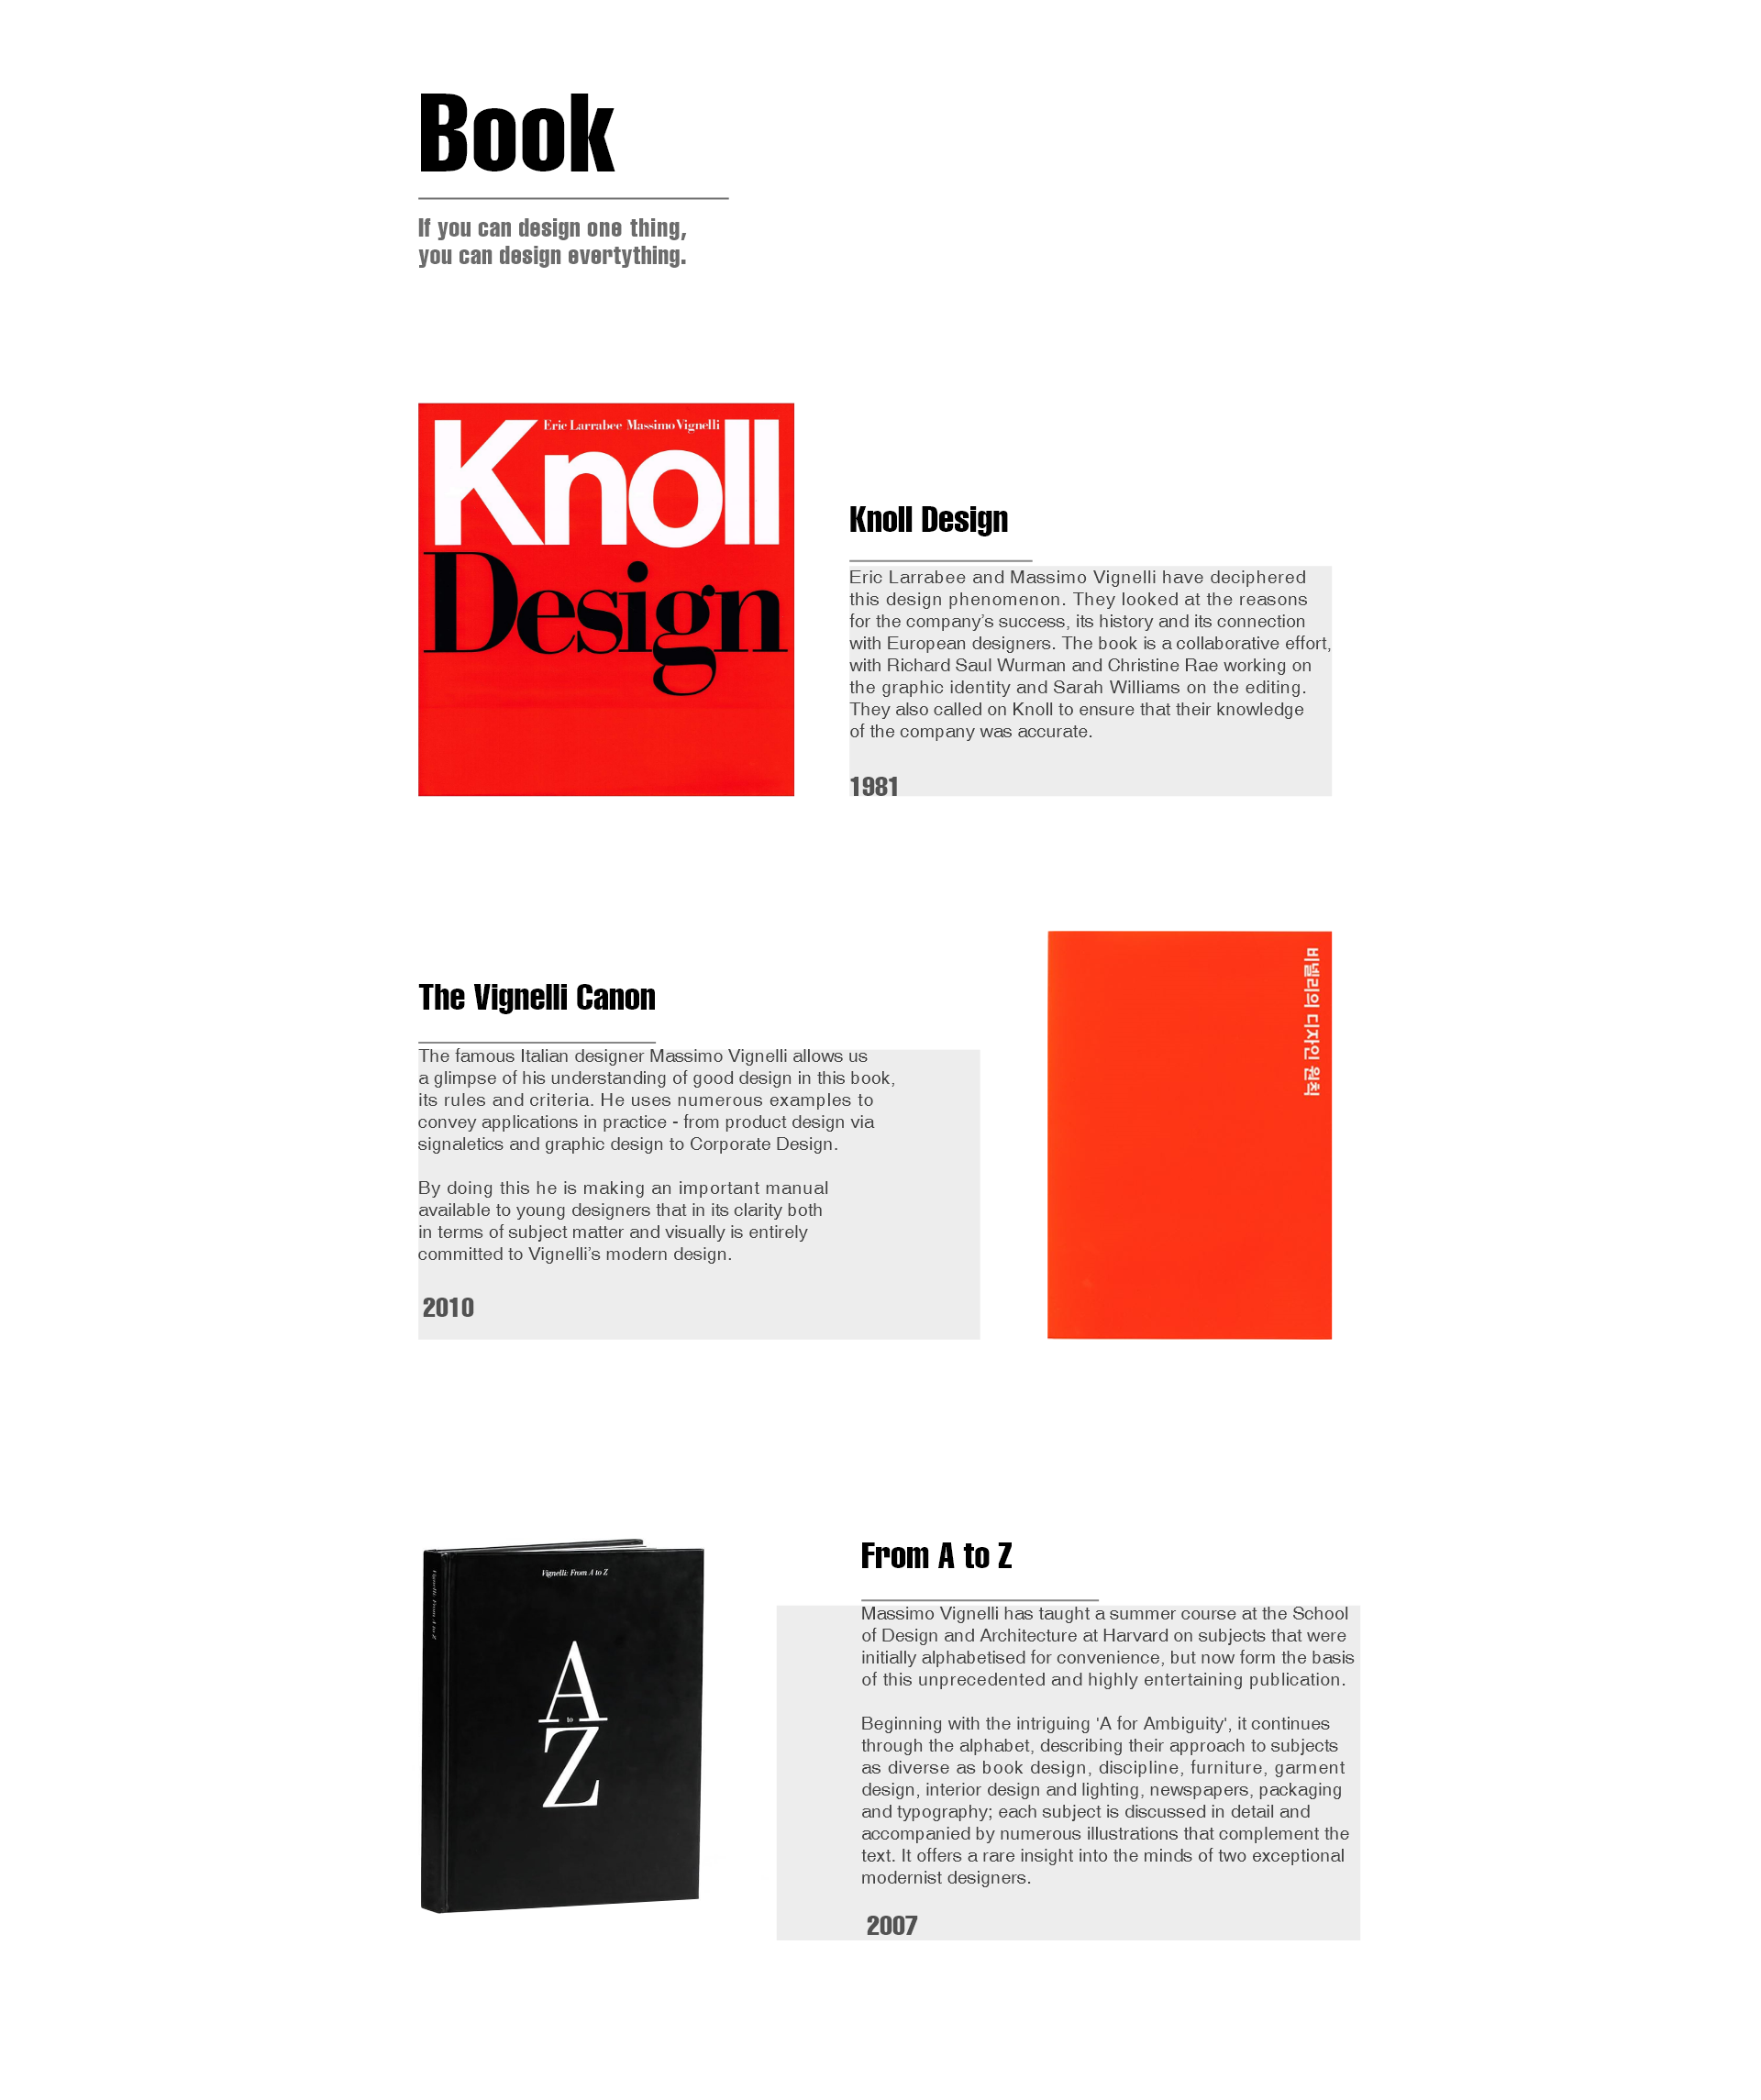 Book
If you can design one thing,
you can design evertything.
Eric Larrabee Massimo Vignelli
Knoll
Design
Knoll Design
Eric Larrabee and Massimo Vignelli have deciphered
this design phenomenon. They looked at the reasons
for the company’s success, its history and its connection
with European designers. The book is a collaborative effort,
with Richard Saul Wurman and Christine Rae working on
the graphic identity and Sarah Williams on the editing.
They also called on Knoll to ensure that their knowledge
of the company was accurate.
1981
The Vignelli Canon
The famous Italian designer Massimo Vignelli allows us
a glimpse of his understanding of good design in this book,
its rules and criteria. He uses numerous examples to
convey applications in practice - from product design via
signaletics and graphic design to Corporate Design.
By doing this he is making an important manual
available to young designers that in its clarity both
in terms of subject matter and visually is entirely
committed to Vignelli’s modern design.
2010
비넬리의 디자인 원칙
Vignelli: From A to Z
Vignelli: From A to Z
A
to
Z
From A to Z
Massimo Vignelli has taught a summer course at the School
of Design and Architecture at Harvard on subjects that were
initially alphabetised for convenience, but now form the basis
of this unprecedented and highly entertaining publication.
Beginning with the intriguing 'A for Ambiguity', it continues
through the alphabet, describing their approach to subjects
as diverse as book design, discipline, furniture, garment
design, interior design and lighting, newspapers, packaging
and typography; each subject is discussed in detail and
accompanied by numerous illustrations that complement the
text. It offers a rare insight into the minds of two exceptional
modernist designers.
2007